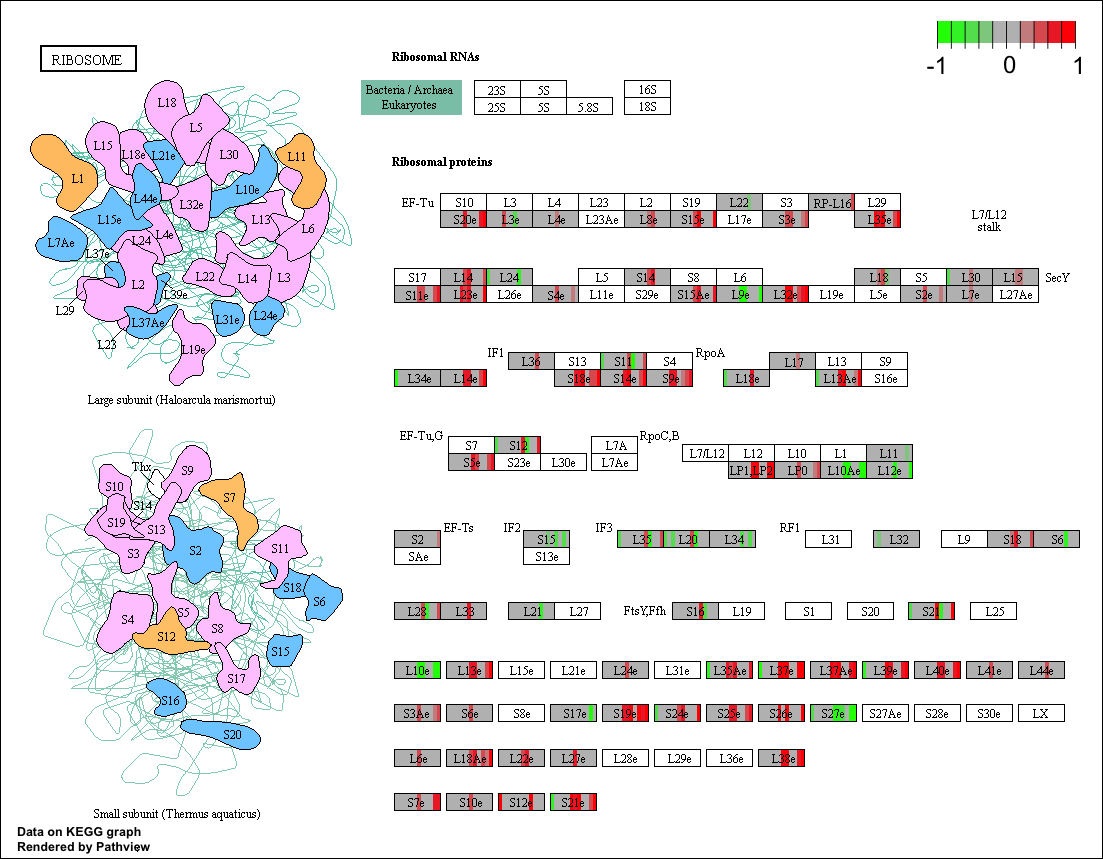 RIBOSOME
-1 0 1
Ribosomal RNAs
Bacteria / Archaea 23S 5S 16S
Eukaryotes 25S 5S 5.8S 18S
Ribosomal proteins
EF-Tu S10 L3 L4 L23 L2 S19 L22 S3 RP-L16 L29
S20e L3e L4e L23Ae L8e S15e L17e S3e L35e
L7/L12
stalk
S17 L14 L24 L5 S14 S8 L6 L18 S5 L30 L15 SecY
S11e L23e L26e S4e L11e S29e S15Ae L9e L32e L19e L5e S2e L7e L27Ae
IF1 L36 S13 S11 S4 RpoA L17 L13 S9
L34e L14e S18e S14e S9e L18e L13Ae S16e
EF-Tu,G S7 S12 L7A RpoC,B L7/L12 L12 L10 L1 L11
S5e S23e L30e L7Ae LP1,LP2 LP0 L10Ae L12e
S2 EF-Ts IF2 S15 IF3 L35 L20 L34 RF1 L31 L32 L9 S18 S6
SAe S13e
L28 L33 L21 L27 FtsY,Ffh S16 L19 S1 S20 S21 L25
L10e L13e L15e L21e L24e L31e L35Ae L37e L37Ae L39e L40e L41e L44e
S3Ae S6e S8e S17e S19e S24e S25e S26e S27e S27Ae S28e S30e LX
L6e L18Ae L22e L27e L28e L29e L36e L38e
S7e S10e S12e S21e
L18
L5
L15
L18e
L21e
L30
L11
L1
L44e
L10e
L32e
L15e
L13
L6
L7Ae
L24
L4e
L37e
L22
L14
L3
L2
L39e
L29
L37Ae
L31e
L24e
L23
L19e
Large subunit (Haloarcula marismortui)
Thx
S9
S10
S7
S14
S19
S13
S3
S2
S11
S18
S6
S4
S5
S8
S12
S15
S17
S16
S20
Small subunit (Thermus aquaticus)
Data on KEGG graph
Rendered by Pathview